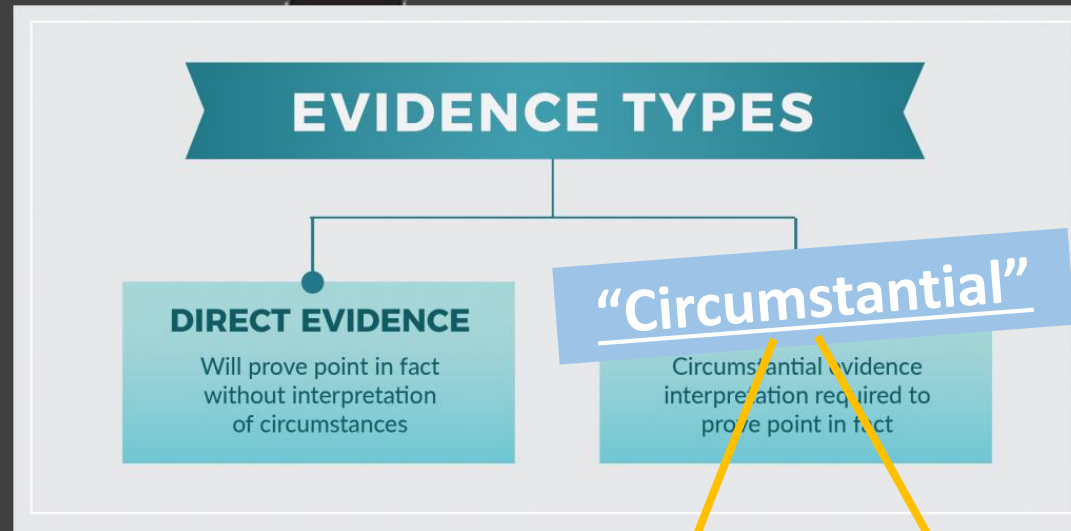 EVIDENCE TYPES
DIRECT EVIDENCE
Will prove point in fact
without interpretation
of circumstances
“Circumstantial”
Circumstantial evidence
interpretation required to
prove point in fact